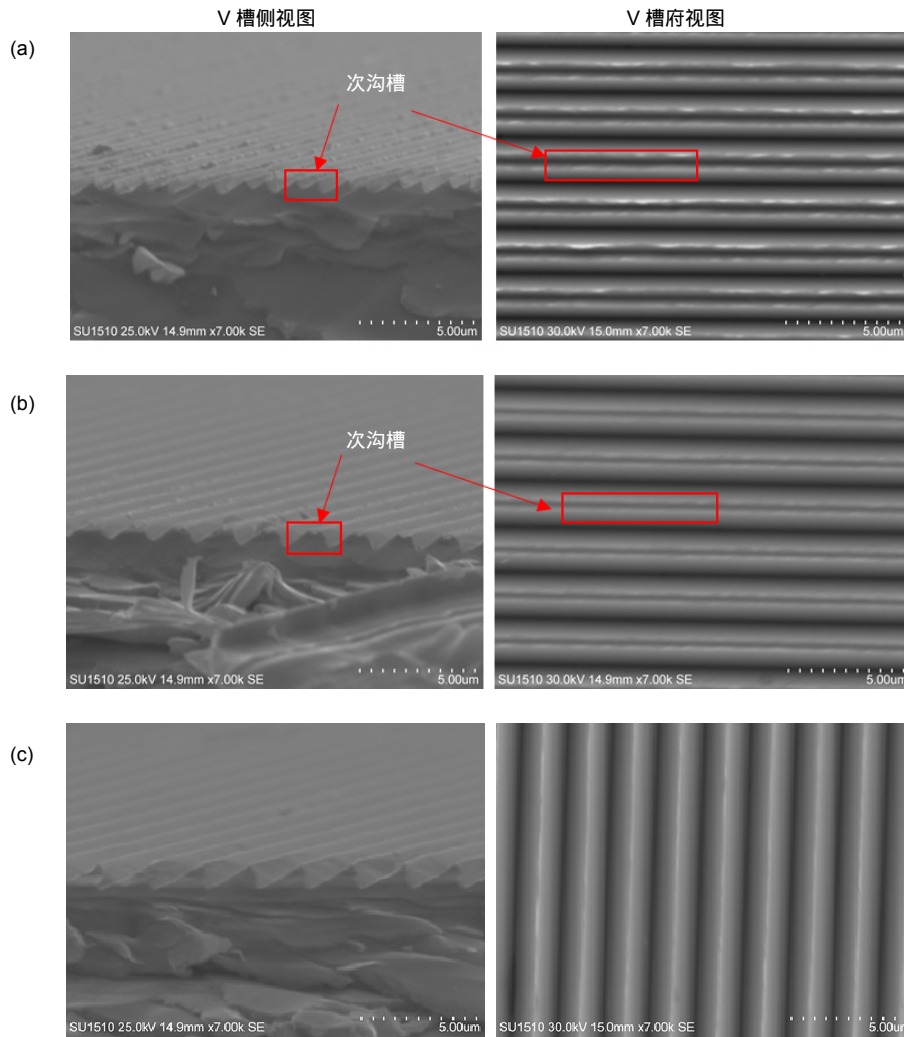 V 槽侧视图
V 槽府视图
(a)
次沟槽
SU1510 25.0kV 14.9mm x7.00k SE
5.00um
SU1510 30.0kV 15.0mm x7.00k SE
5.00um
(b)
次沟槽
SU1510 25.0kV 14.9mm x7.00k SE
5.00um
SU1510 30.0kV 14.9mm x7.00k SE
5.00um
(c)
SU1510 25.0kV 14.9mm x7.00k SE
5.00um
SU1510 30.0kV 15.0mm x7.00k SE
5.00um